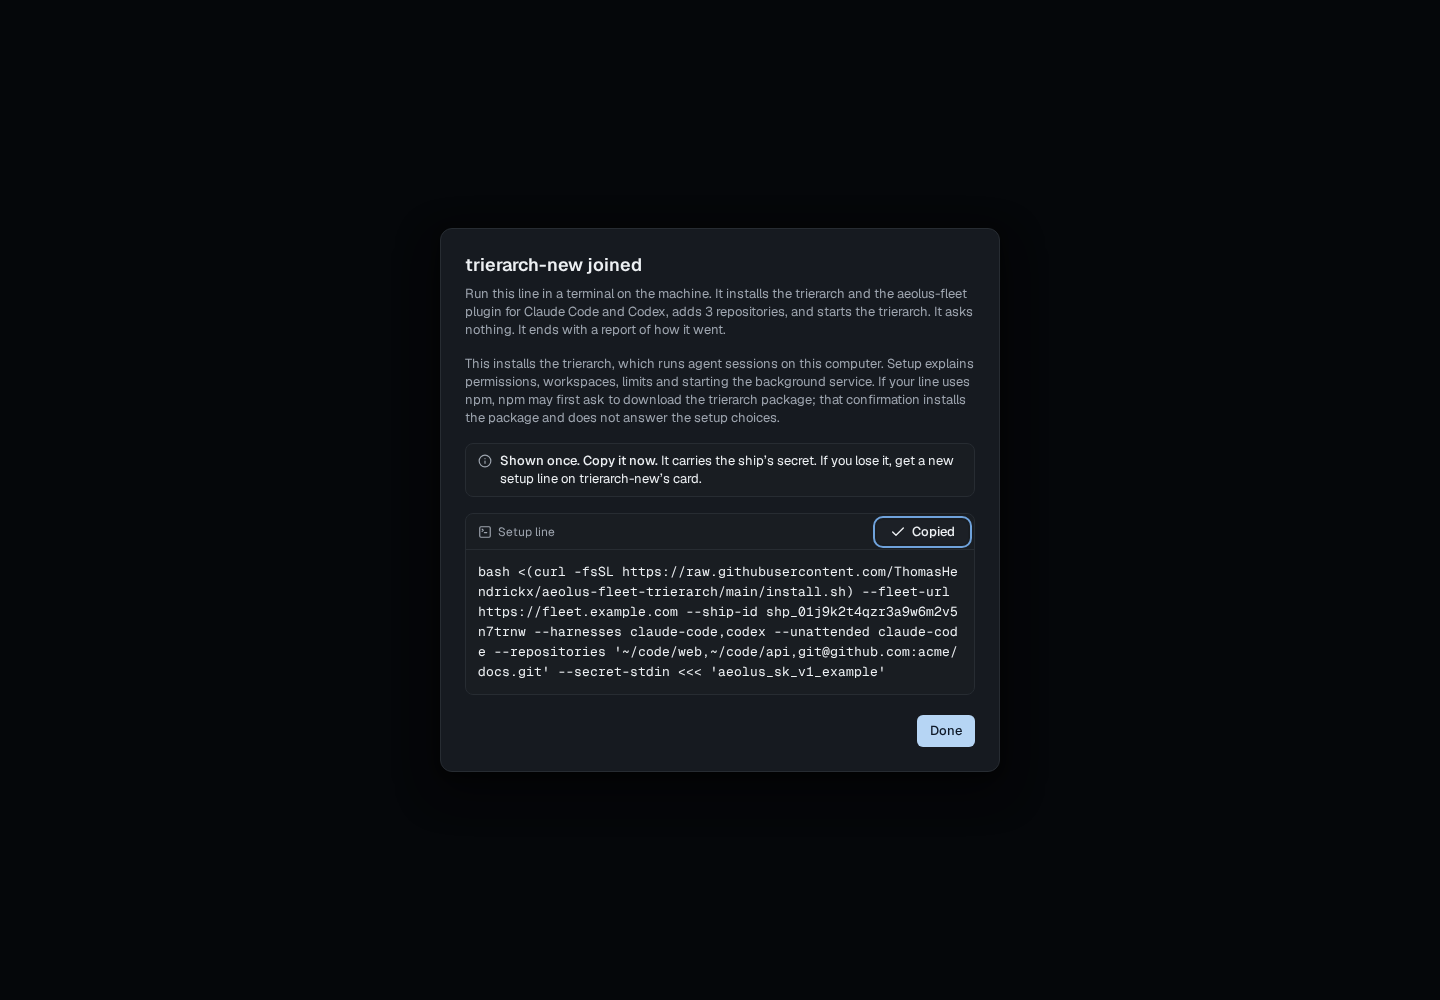 trierarch-new joined
Run this line in a terminal on the machine. It installs the trierarch and the aeolus-fleet
plugin for Claude Code and Codex, adds 3 repositories, and starts the trierarch. It asks
nothing. It ends with a report of how it went.
This installs the trierarch, which runs agent sessions on this computer. Setup explains
permissions, workspaces, limits and starting the background service. If your line uses
npm, npm may first ask to download the trierarch package; that confirmation installs
the package and does not answer the setup choices.
Shown once. Copy it now. It carries the ship’s secret. If you lose it, get a new
setup line on trierarch-new’s card.
Setup line
Copied
bash <(curl -fsSL https://raw.githubusercontent.com/ThomasHe
ndrickx/aeolus-fleet-trierarch/main/install.sh) --fleet-url
https://fleet.example.com --ship-id shp_01j9k2t4qzr3a9w6m2v5
n7trnw --harnesses claude-code,codex --unattended claude-cod
e --repositories '~/code/web,~/code/api,git@github.com:acme/
docs.git' --secret-stdin <<< 'aeolus_sk_v1_example'
Done